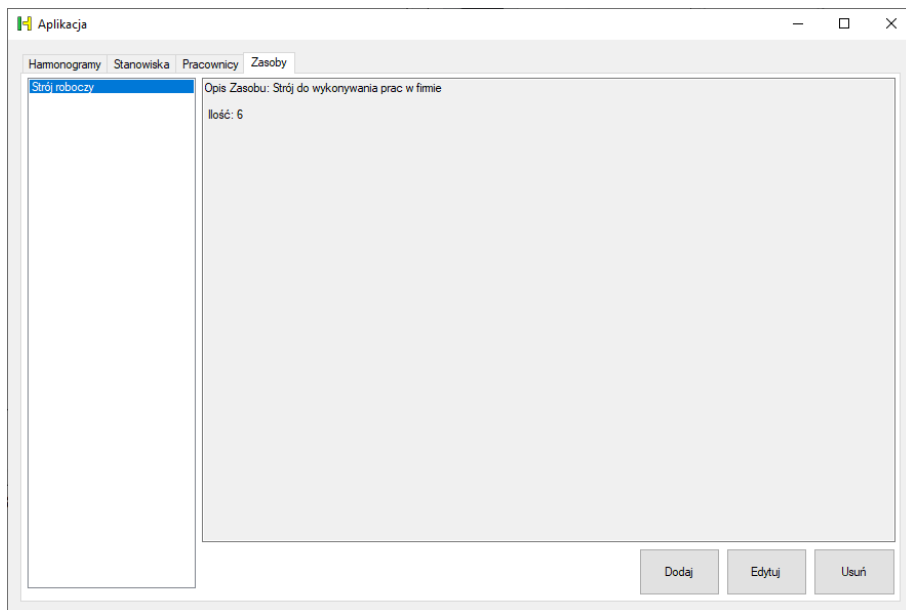 Aplikacja
Harmonogramy Stanowiska Pracownicy Zasoby
Strój roboczy
Opis Zasobu: Strój do wykonywania prac w firmie
Ilość: 6
Dodaj Edytuj Usuń